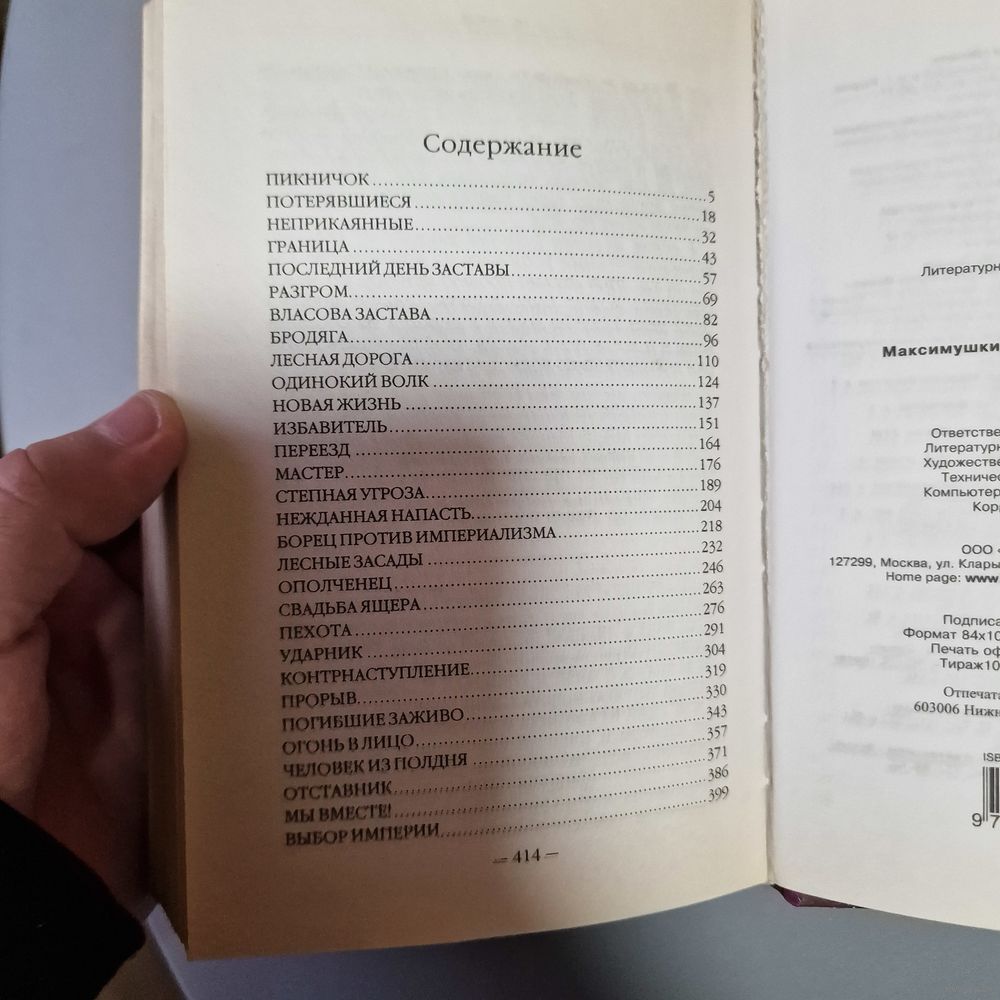 Содержание
ПИКНИЧОК 5
ПОТЕРЯВШИЕСЯ 18
НЕПРИКАЯННЫЕ 32
ГРАНИЦА 43
ПОСЛЕДНИЙ ДЕНЬ ЗАСТАВЫ 57
РАЗГРОМ 69
ВЛАСОВА ЗАСТАВА 82
БРОДЯГА 96
ЛЕСНАЯ ДОРОГА 110
ОДИНОКИЙ ВОЛК 124
НОВАЯ ЖИЗНЬ 137
ИЗБАВИТЕЛЬ 151
ПЕРЕЕЗД 164
МАСТЕР 176
СТЕПНАЯ УГРОЗА 189
НЕЖДАННАЯ НАПАСТЬ 204
БОРЕЦ ПРОТИВ ИМПЕРИАЛИЗМА 218
ЛЕСНЫЕ ЗАСАДЫ 232
ОПОЛЧЕНЕЦ 246
СВАДЬБА ЯЩЕРА 263
ПЕХОТА 276
УДАРНИК 291
КОНТРНАСТУПЛЕНИЕ 304
ПРОРЫВ 319
ПОГИБШИЕ ЗАЖИВО 330
ОГОНЬ В ЛИЦО 343
ЧЕЛОВЕК ИЗ ПОЛДНЯ 357
ОТСТАВНИК 371
МЫ ВМЕСТЕ! 386
ВЫБОР ИМПЕРИИ 399
— 414 —
Литературн
Максимушки
Ответстве
Литературн
Художестве
Техничес
Компьютер
Кор
ООО «
127299, Москва, ул. Клары
Home page: www
Подписа
Формат 84x10
Печать оф
Тираж10
Отпечата
603006 Нижн
ISB
9 7